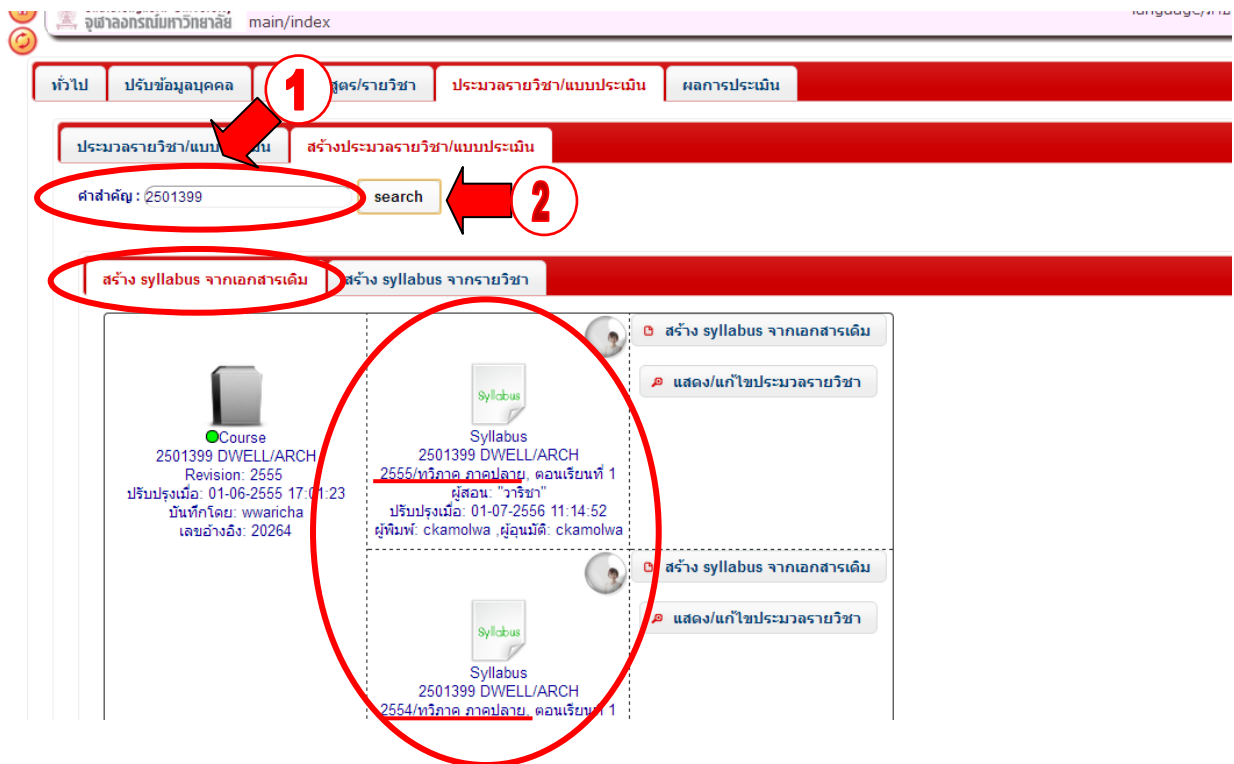 จุฬาลงกรณ์มหาวิทยาลัย main/index
ทั่วไป ปรับข้อมูลบุคคล สูตร/รายวิชา ประมวลรายวิชา/แบบประเมิน ผลการประเมิน
1
ประมวลรายวิชา/แบบ สร้างประมวลรายวิชา/แบบประเมิน
คำสำคัญ : 2501399 search
2
สร้าง syllabus จากเอกสารเดิม สร้าง syllabus จากรายวิชา
Course
2501399 DWELL/ARCH
Revision: 2555
ปรับปรุงเมื่อ: 01-06-2555 17:01:23
บันทึกโดย: wwaricha
เลขอ้างอิง: 20264
Syllabus
Syllabus
2501399 DWELL/ARCH
2555/ทวิภาค ภาคปลาย, ตอนเรียนที่ 1
ผู้สอน: "วาริชา"
ปรับปรุงเมื่อ: 01-07-2556 11:14:52
ผู้พิมพ์: ckamolwa ,ผู้อนุมัติ: ckamolwa
สร้าง syllabus จากเอกสารเดิม
แสดง/แก้ไขประมวลรายวิชา
Syllabus
Syllabus
2501399 DWELL/ARCH
2554/ทวิภาค ภาคปลาย, ตอนเรียนที่ 1
สร้าง syllabus จากเอกสารเดิม
แสดง/แก้ไขประมวลรายวิชา